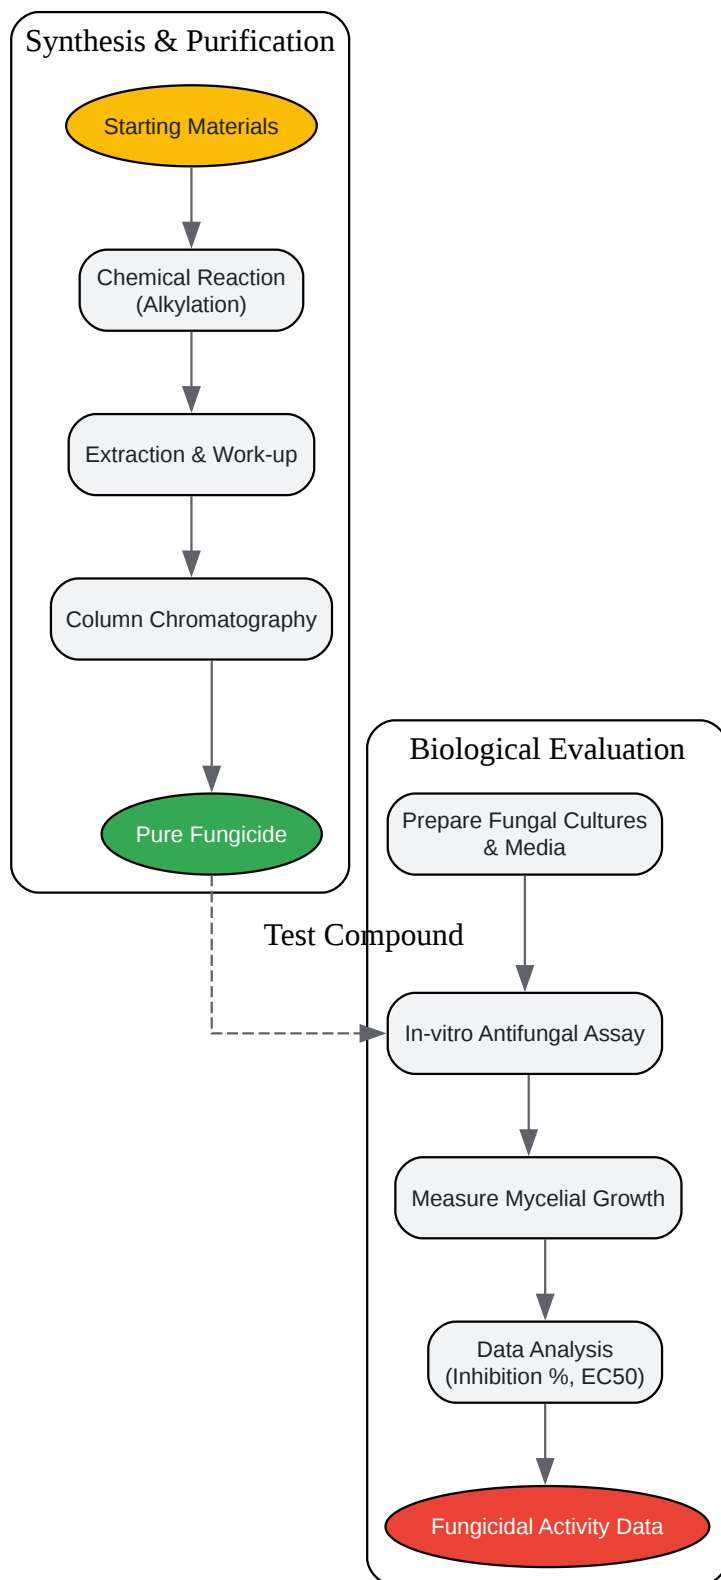 Synthesis & Purification
Starting Materials
Chemical Reaction
(Alkylation)
Extraction & Work-up
Column Chromatography
Pure Fungicide
Biological Evaluation
Prepare Fungal Cultures
& Media
Test Compound
In-vitro Antifungal Assay
Measure Mycelial Growth
Data Analysis
(Inhibition %, EC50)
Fungicidal Activity Data